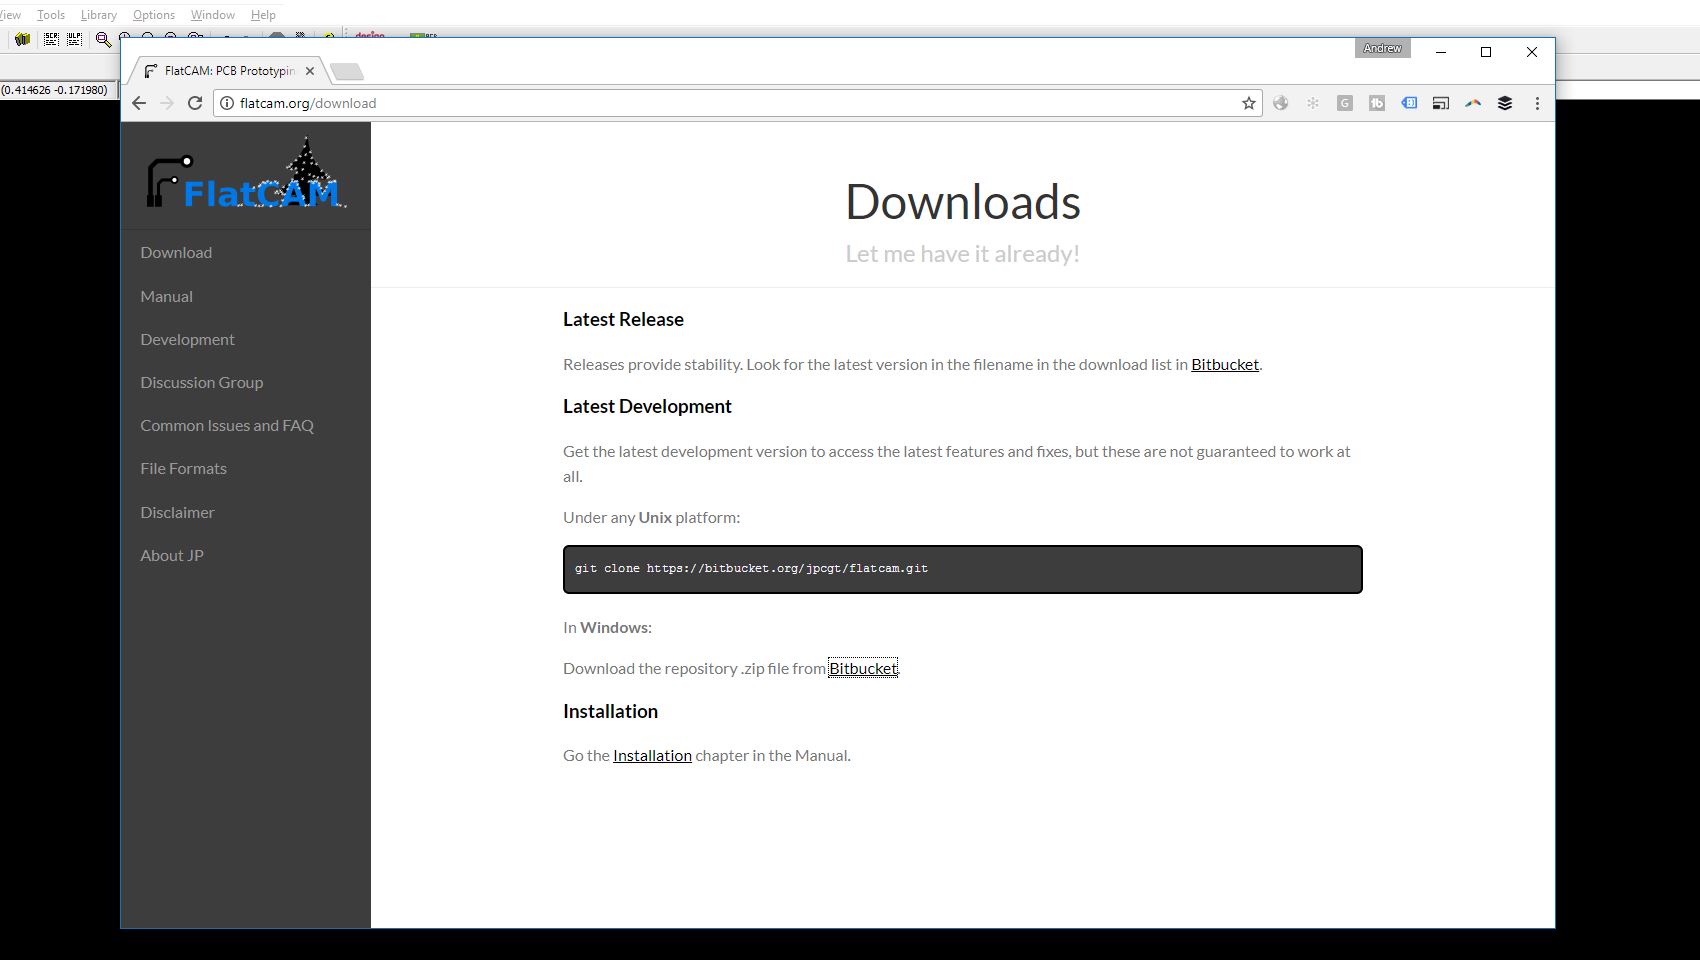 View Tools Library Options Window Help
SCR ULP
design
(0.414626 -0.171980)
Andrew
FlatCAM: PCB Prototypin
flatcam.org/download
FlatCAM
Download
Manual
Development
Discussion Group
Common Issues and FAQ
File Formats
Disclaimer
About JP
Downloads
Let me have it already!
Latest Release
Releases provide stability. Look for the latest version in the filename in the download list in Bitbucket.
Latest Development
Get the latest development version to access the latest features and fixes, but these are not guaranteed to work at
all.
Under any Unix platform:
git clone https://bitbucket.org/jpcgt/flatcam.git
In Windows:
Download the repository .zip file from Bitbucket.
Installation
Go the Installation chapter in the Manual.